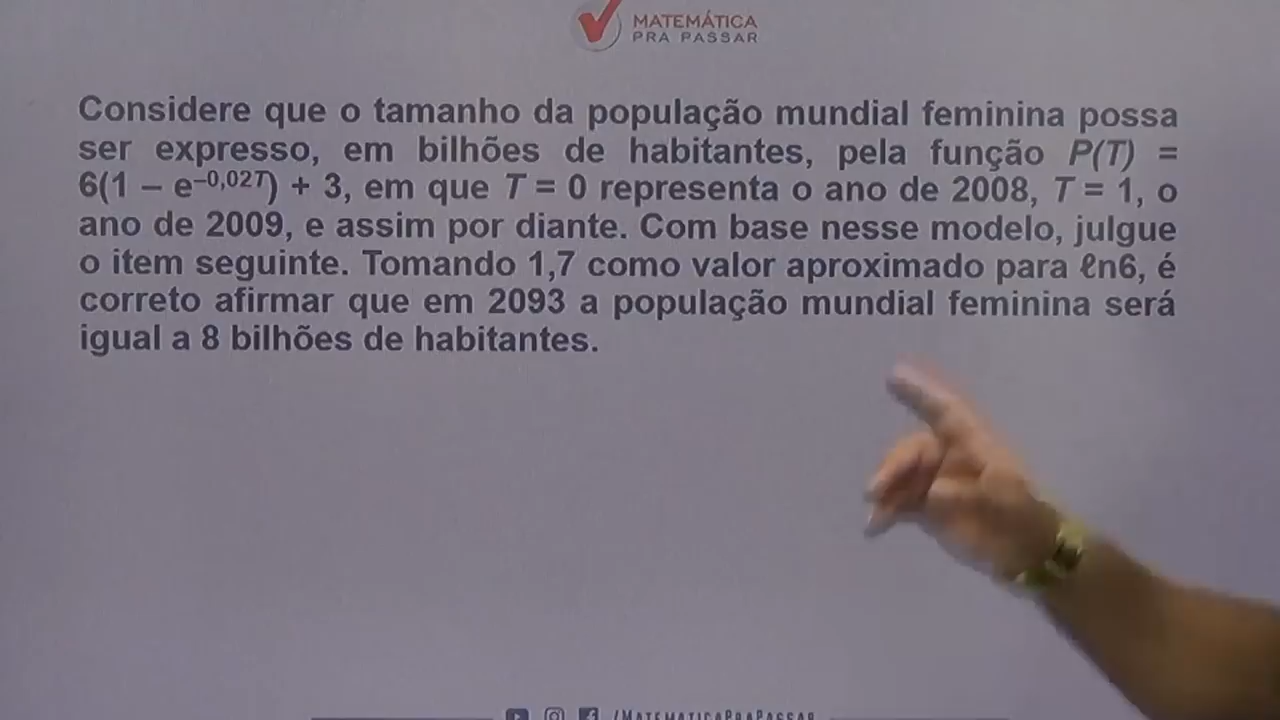 MATEMÁTICA
PRA PASSAR
Considere que o tamanho da população mundial feminina possa
ser expresso, em bilhões de habitantes, pela função P(T) =
6(1 – e–0,02T) + 3, em que T = 0 representa o ano de 2008, T = 1, o
ano de 2009, e assim por diante. Com base nesse modelo, julgue
o item seguinte. Tomando 1,7 como valor aproximado para ℓn6, é
correto afirmar que em 2093 a população mundial feminina será
igual a 8 bilhões de habitantes.
/MATEMATICAPRAPASSAR